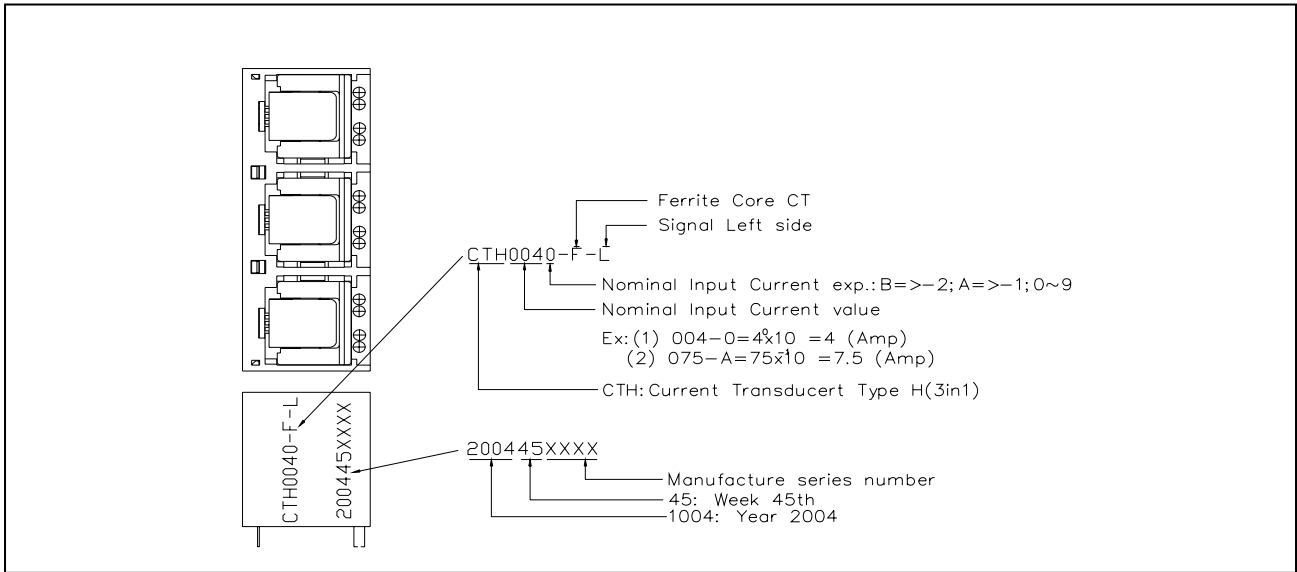 Ferrite Core CT
Signal Left side
CTH0040-F-L
Nominal Input Current exp.: B=>-2; A=>-1; 0~9
Nominal Input Current value
Ex: (1) 004-0=4x10⁰ =4 (Amp)
(2) 075-A=75x10⁻¹ =7.5 (Amp)
CTH: Current Transducert Type H(3in1)
CTH0040-F-L
200445XXXX
200445XXXX
Manufacture series number
45: Week 45th
1004: Year 2004